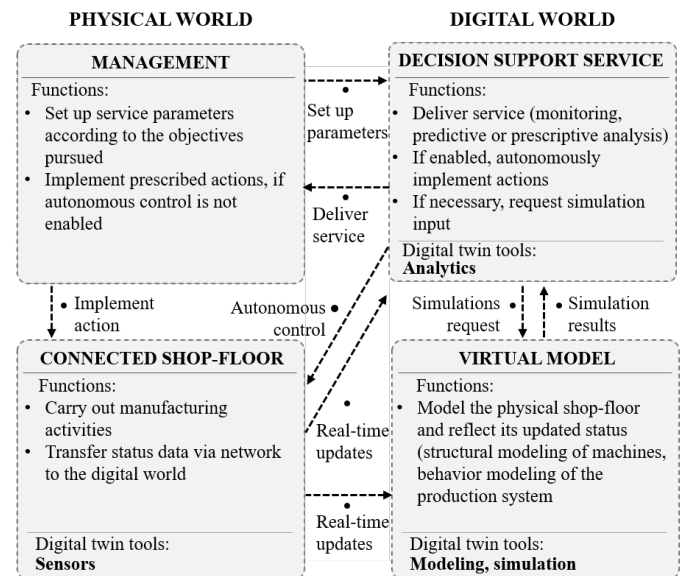 PHYSICAL WORLD
DIGITAL WORLD
MANAGEMENT
Functions:
• Set up service parameters
according to the objectives
pursued
• Implement prescribed actions, if
autonomous control is not
enabled
• Set up
parameters
• Deliver
service
DECISION SUPPORT SERVICE
Functions:
• Deliver service (monitoring,
predictive or prescriptive analysis)
• If enabled, autonomously
implement actions
• If necessary, request simulation
input
Digital twin tools:
Analytics
• Implement
action
Autonomous •
control
Simulations •
request
• Simulation
results
CONNECTED SHOP-FLOOR
Functions:
• Carry out manufacturing
activities
• Transfer status data via network
to the digital world
Digital twin tools:
Sensors
• Real-time
updates
• Real-time
updates
VIRTUAL MODEL
Functions:
• Model the physical shop-floor
and reflect its updated status
(structural modeling of machines,
behavior modeling of the
production system
Digital twin tools:
Modeling, simulation